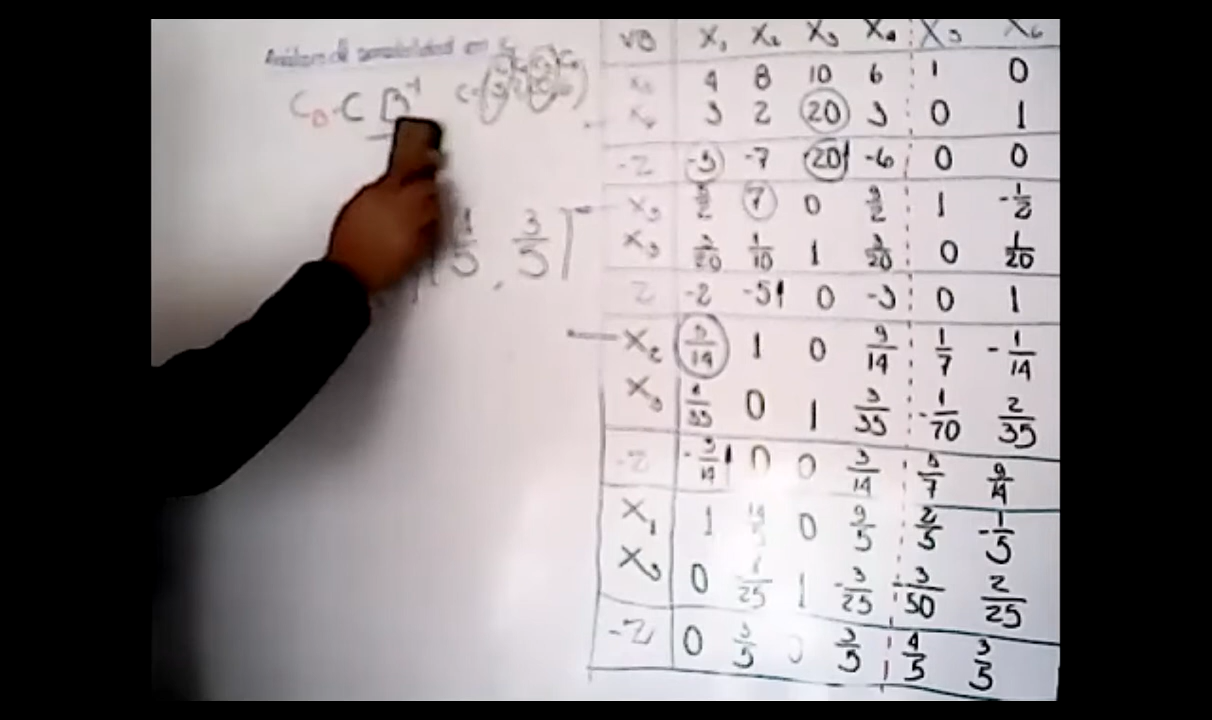 Análisis de sensibilidad en
C_B · C B⁻¹
3/5
VB X₁ X₂ X₃ X₄ X₅ X₆
X₅ 4 8 10 6 1 0
X₆ 3 2 20 3 0 1
-Z -5 -7 20 -6 0 0
X₅ 7 0 9/2 1 -1/2
X₃ 3/20 1/10 1 3/20 0 1/20
Z -2 -5 0 -3 0 1
X₂ 5/14 1 0 9/14 1/7 -1/14
X₃ 0 1 3/35 -1/70 2/35
-Z -3/14 0 0 3/14 5/7 9/14
X₁ 1 0 9/5 2/5 -1/5
X₃ 0 1 -3/25 -3/50 2/25
-Z 0 3/5 0 3/5 4/5 3/5